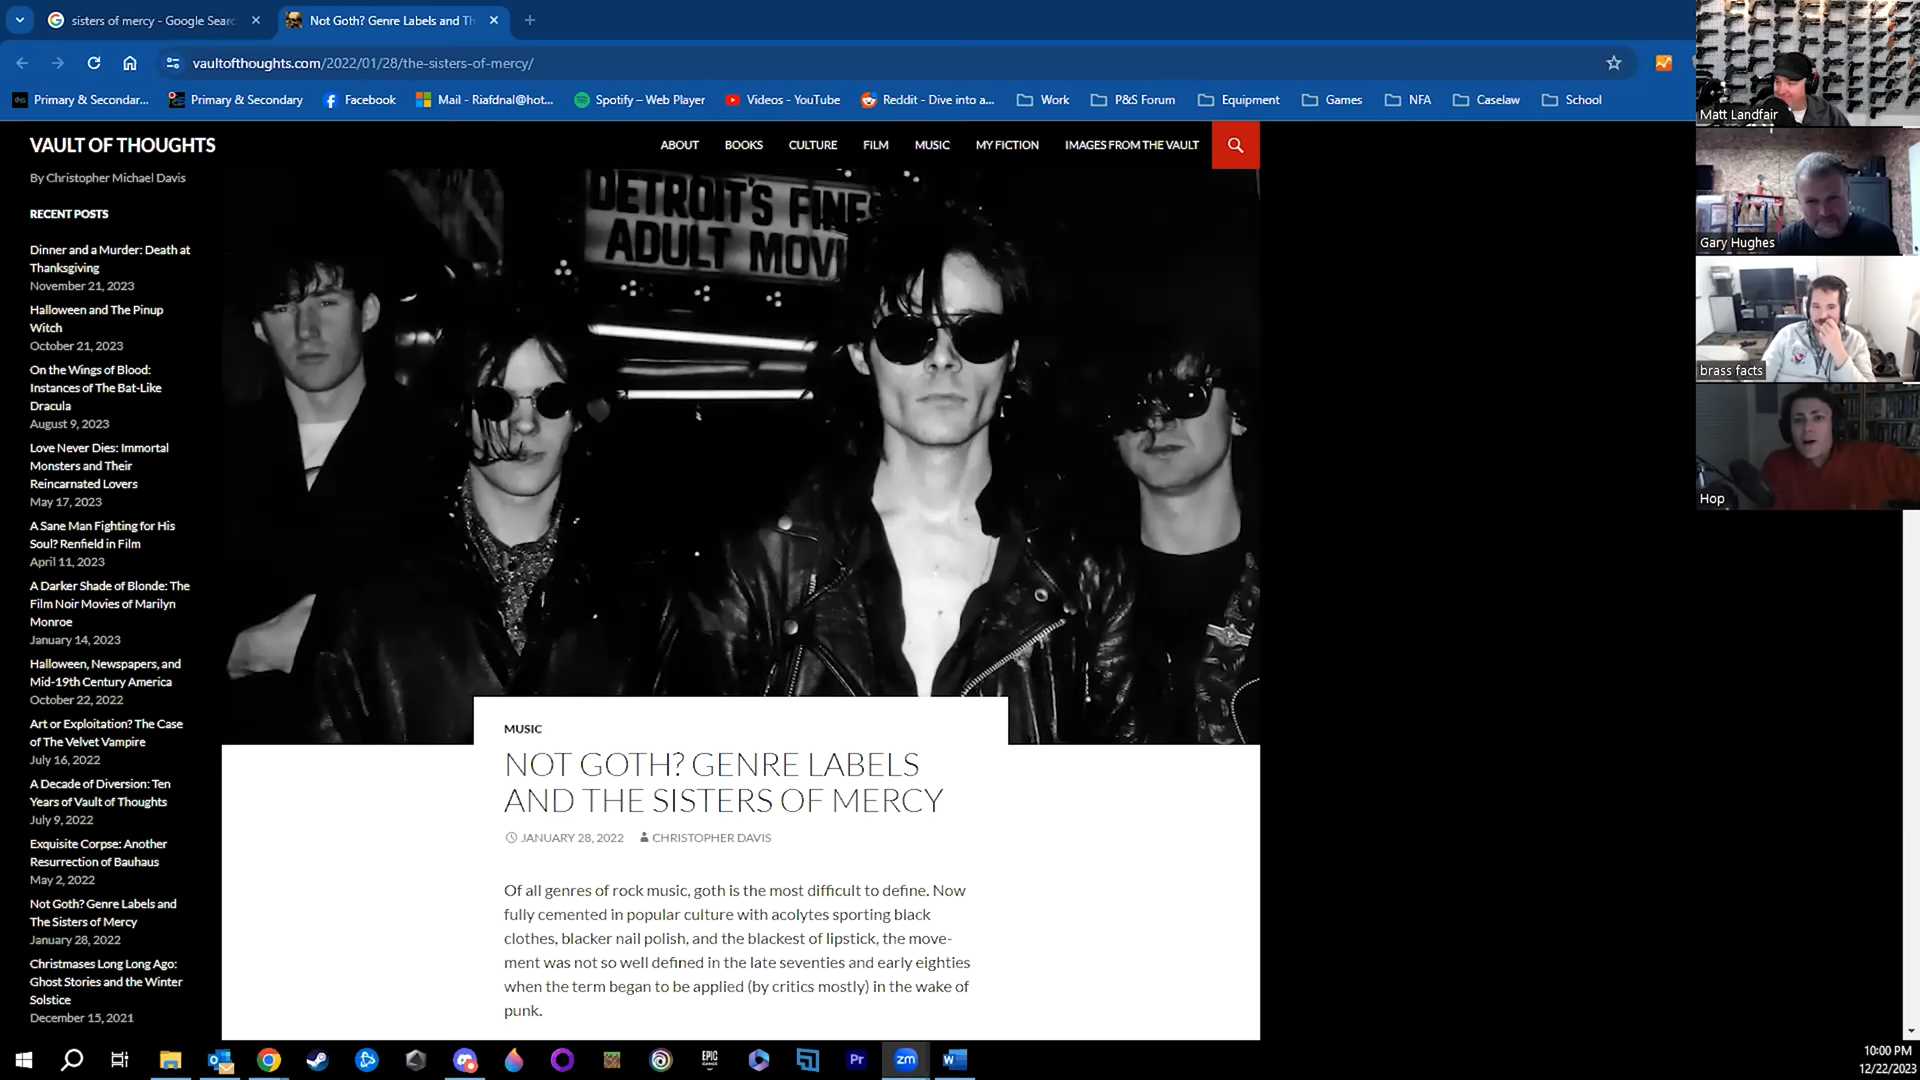 sisters of mercy - Google Sear
Not Goth? Genre Labels and Th
vaultofthoughts.com/2022/01/28/the-sisters-of-mercy/
Primary & Secondar...
Primary & Secondary
Facebook
Mail - Riafdnal@hot...
Spotify – Web Player
Videos - YouTube
Reddit - Dive into a...
Work
P&S Forum
Equipment
Games
NFA
Caselaw
School
VAULT OF THOUGHTS
ABOUT
BOOKS
CULTURE
FILM
MUSIC
MY FICTION
IMAGES FROM THE VAULT
By Christopher Michael Davis
RECENT POSTS
Dinner and a Murder: Death at
Thanksgiving
November 21, 2023
Halloween and The Pinup
Witch
October 21, 2023
On the Wings of Blood:
Instances of The Bat-Like
Dracula
August 9, 2023
Love Never Dies: Immortal
Monsters and Their
Reincarnated Lovers
May 17, 2023
A Sane Man Fighting for His
Soul? Renfield in Film
April 11, 2023
A Darker Shade of Blonde: The
Film Noir Movies of Marilyn
Monroe
January 14, 2023
Halloween, Newspapers, and
Mid-19th Century America
October 22, 2022
Art or Exploitation? The Case
of The Velvet Vampire
July 16, 2022
A Decade of Diversion: Ten
Years of Vault of Thoughts
July 9, 2022
Exquisite Corpse: Another
Resurrection of Bauhaus
May 2, 2022
Not Goth? Genre Labels and
The Sisters of Mercy
January 28, 2022
Christmases Long Long Ago:
Ghost Stories and the Winter
Solstice
December 15, 2021
DETROIT'S FINES
ADULT MOVI
MUSIC
NOT GOTH? GENRE LABELS
AND THE SISTERS OF MERCY
JANUARY 28, 2022
CHRISTOPHER DAVIS
Of all genres of rock music, goth is the most difficult to define. Now
fully cemented in popular culture with acolytes sporting black
clothes, blacker nail polish, and the blackest of lipstick, the move-
ment was not so well defined in the late seventies and early eighties
when the term began to be applied (by critics mostly) in the wake of
punk.
Matt Landfair
Gary Hughes
brass facts
Hop
EPIC
Pr
zm
W
10:00 PM
12/22/2023